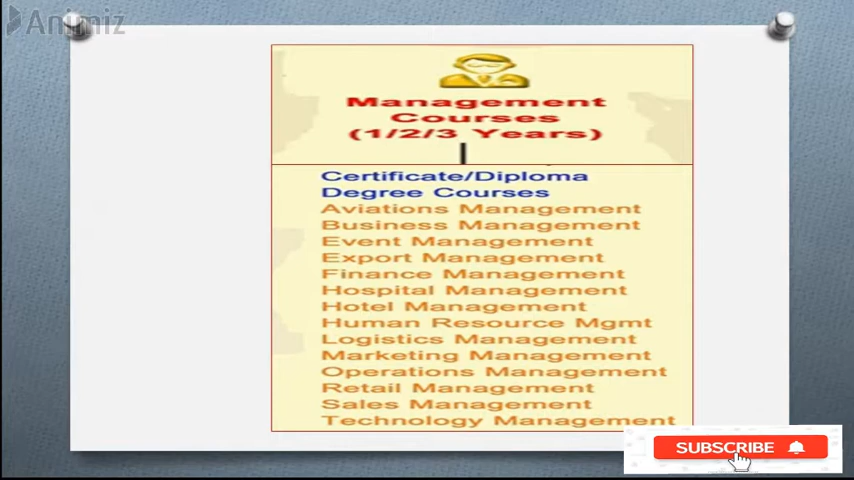 Animiz
Management
Courses
(1/2/3 Years)
Certificate/Diploma
Degree Courses
Aviations Management
Business Management
Event Management
Export Management
Finance Management
Hospital Management
Hotel Management
Human Resource Mgmt
Logistics Management
Marketing Management
Operations Management
Retail Management
Sales Management
Technology Management
SUBSCRIBE